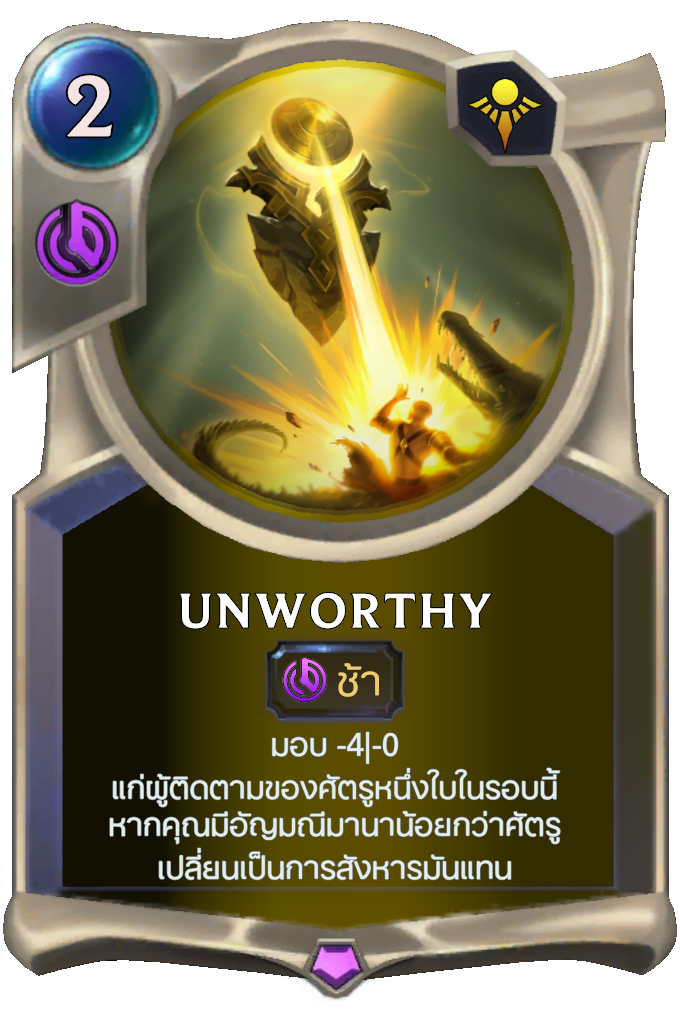 2
UNWORTHY
ช้า
มอบ -4|-0
แก่ผู้ติดตามของศัตรูหนึ่งใบในรอบนี้
หากคุณมีอัญมณีมานาน้อยกว่าศัตรู
เปลี่ยนเป็นการสังหารมันแทน